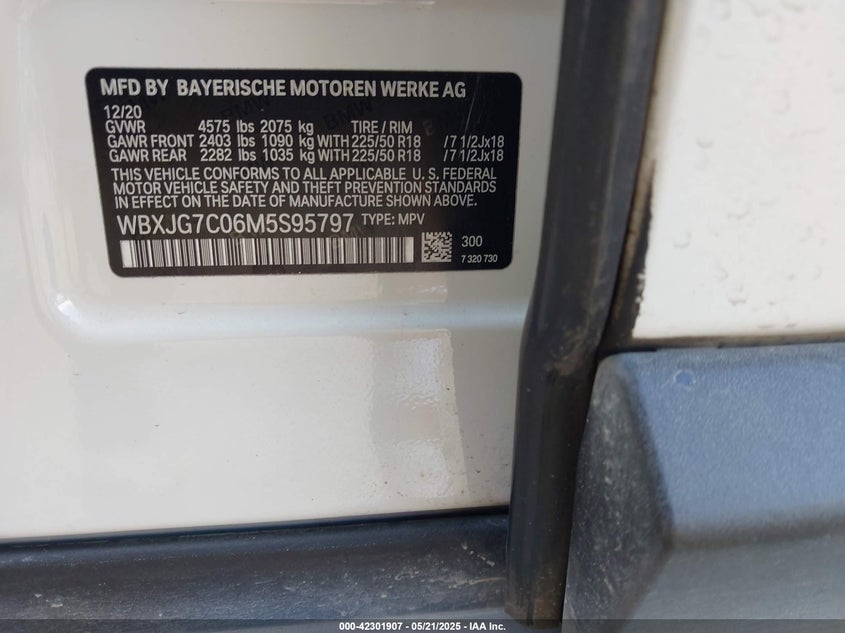 MFD BY BAYERISCHE MOTOREN WERKE AG
12/20
GVWR 4575 lbs 2075 kg TIRE / RIM
GAWR FRONT 2403 lbs 1090 kg WITH 225/50 R18 /7 1/2Jx18
GAWR REAR 2282 lbs 1035 kg WITH 225/50 R18 /7 1/2Jx18
THIS VEHICLE CONFORMS TO ALL APPLICABLE U. S. FEDERAL
MOTOR VEHICLE SAFETY AND THEFT PREVENTION STANDARDS
IN EFFECT ON THE DATE OF MANUFACTURE SHOWN ABOVE.
WBXJG7C06M5S95797 TYPE: MPV
300
7 320 730
000-42301907 - 05/21/2025 - IAA Inc.